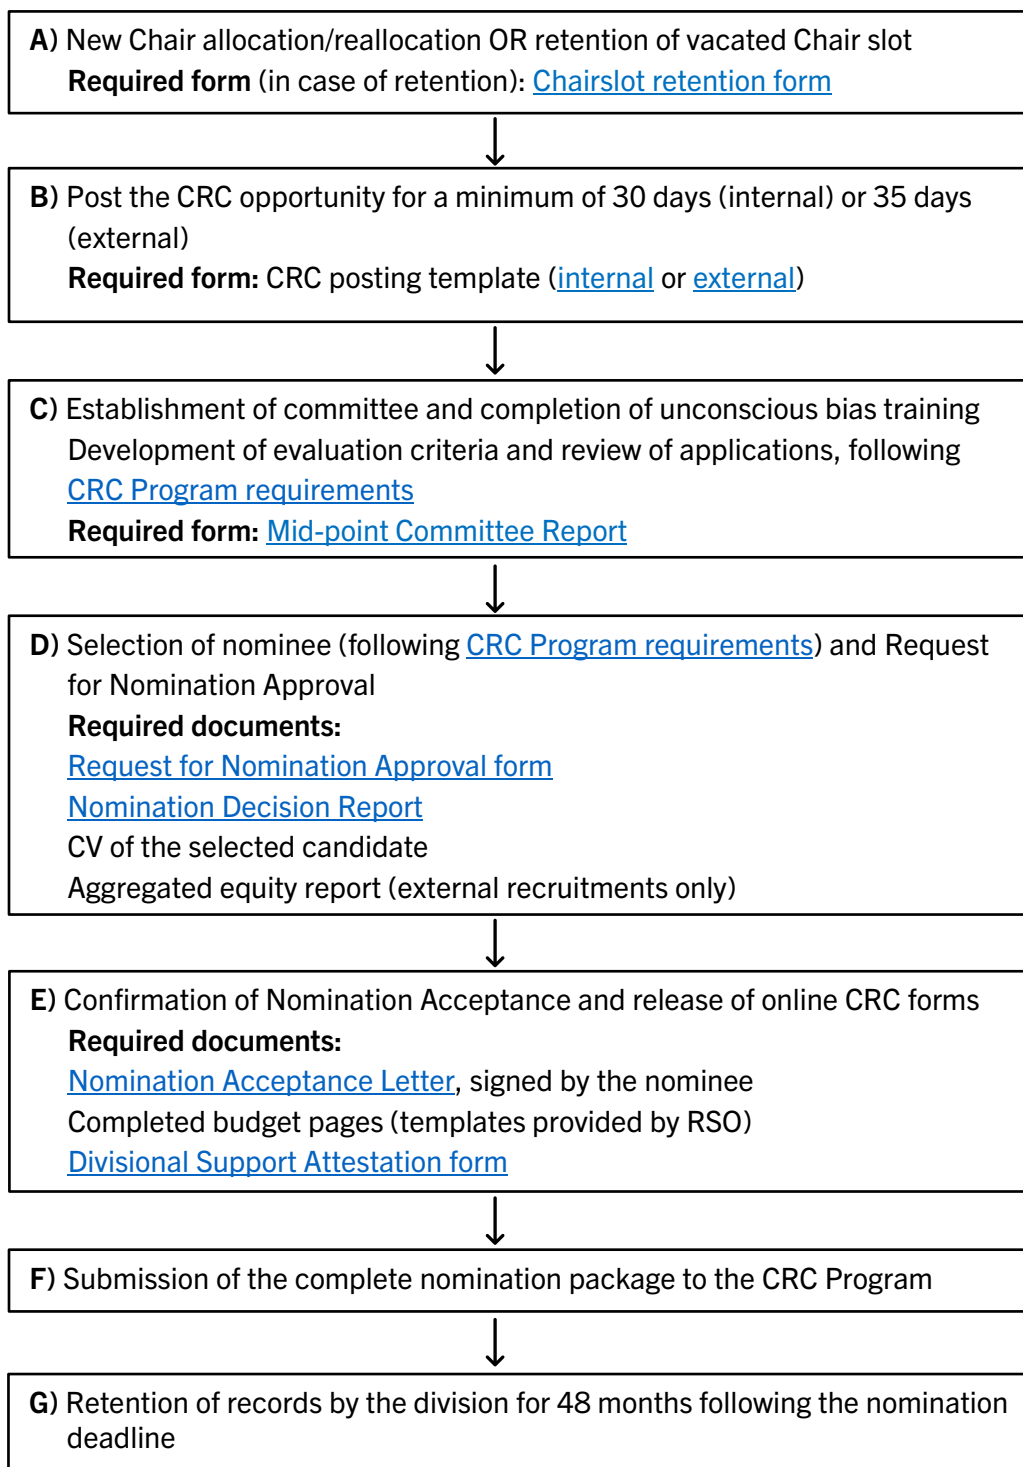 A) New Chair allocation/reallocation OR retention of vacated Chair slot
Required form (in case of retention): Chairslot retention form
B) Post the CRC opportunity for a minimum of 30 days (internal) or 35 days
(external)
Required form: CRC posting template (internal or external)
C) Establishment of committee and completion of unconscious bias training
Development of evaluation criteria and review of applications, following
CRC Program requirements
Required form: Mid-point Committee Report
D) Selection of nominee (following CRC Program requirements) and Request
for Nomination Approval
Required documents:
Request for Nomination Approval form
Nomination Decision Report
CV of the selected candidate
Aggregated equity report (external recruitments only)
E) Confirmation of Nomination Acceptance and release of online CRC forms
Required documents:
Nomination Acceptance Letter, signed by the nominee
Completed budget pages (templates provided by RSO)
Divisional Support Attestation form
F) Submission of the complete nomination package to the CRC Program
G) Retention of records by the division for 48 months following the nomination
deadline